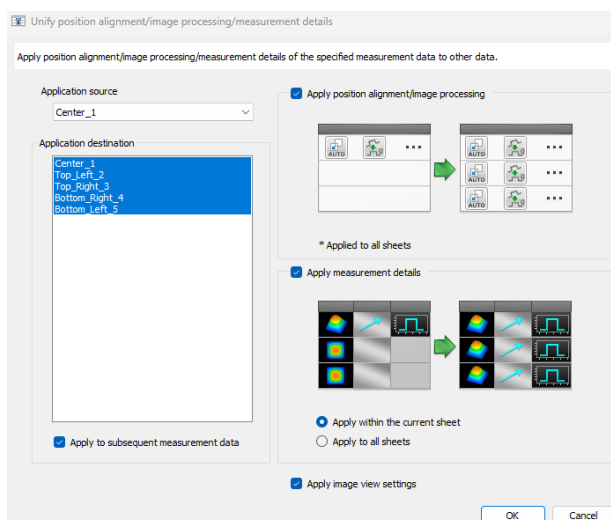 Unify position alignment/image processing/measurement details
Apply position alignment/image processing/measurement details of the specified measurement data to other data.
Application source
Center_1
Application destination
Center_1
Top_Left_2
Top_Right_3
Bottom_Right_4
Bottom_Left_5
Apply to subsequent measurement data
Apply position alignment/image processing
AUTO
AUTO
AUTO
AUTO
* Applied to all sheets
Apply measurement details
Apply within the current sheet
Apply to all sheets
Apply image view settings
OK
Cancel